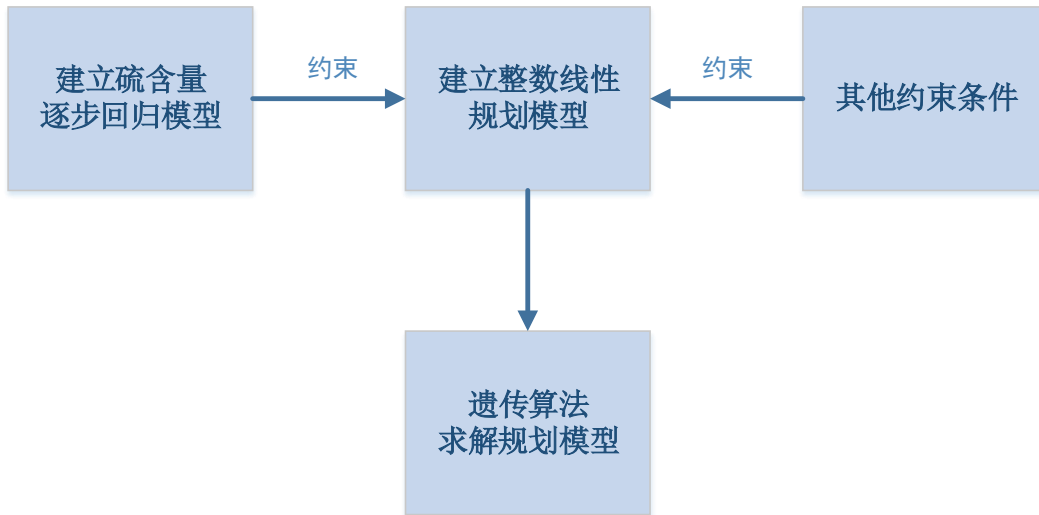 建立硫含量
逐步回归模型
约束
建立整数线性
规划模型
约束
其他约束条件
遗传算法
求解规划模型